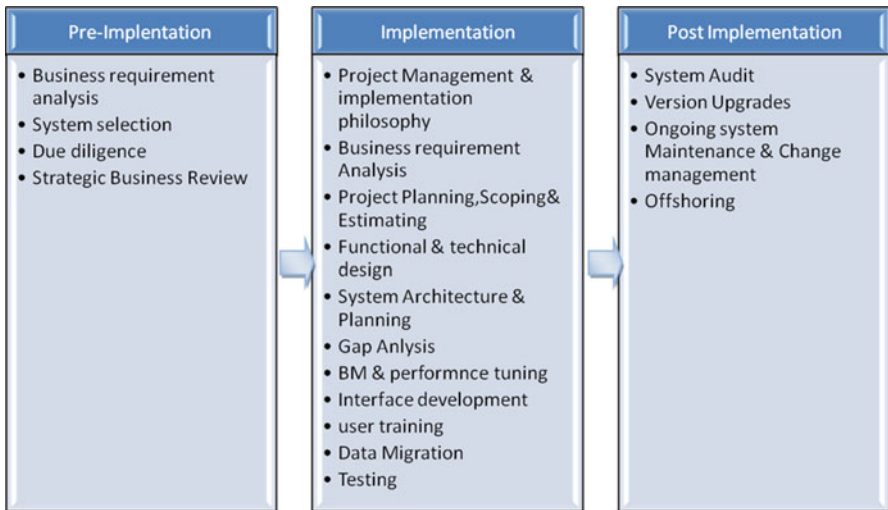 Pre-Implentation
• Business requirement
analysis
• System selection
• Due diligence
• Strategic Business Review
Implementation
• Project Management &
implementation
philosophy
• Business requirement
Analysis
• Project Planning,Scoping&
Estimating
• Functional & technical
design
• System Architecture &
Planning
• Gap Anlysis
• BM & performnce tuning
• Interface development
• user training
• Data Migration
• Testing
Post Implementation
• System Audit
• Version Upgrades
• Ongoing system
Maintenance & Change
management
• Offshoring